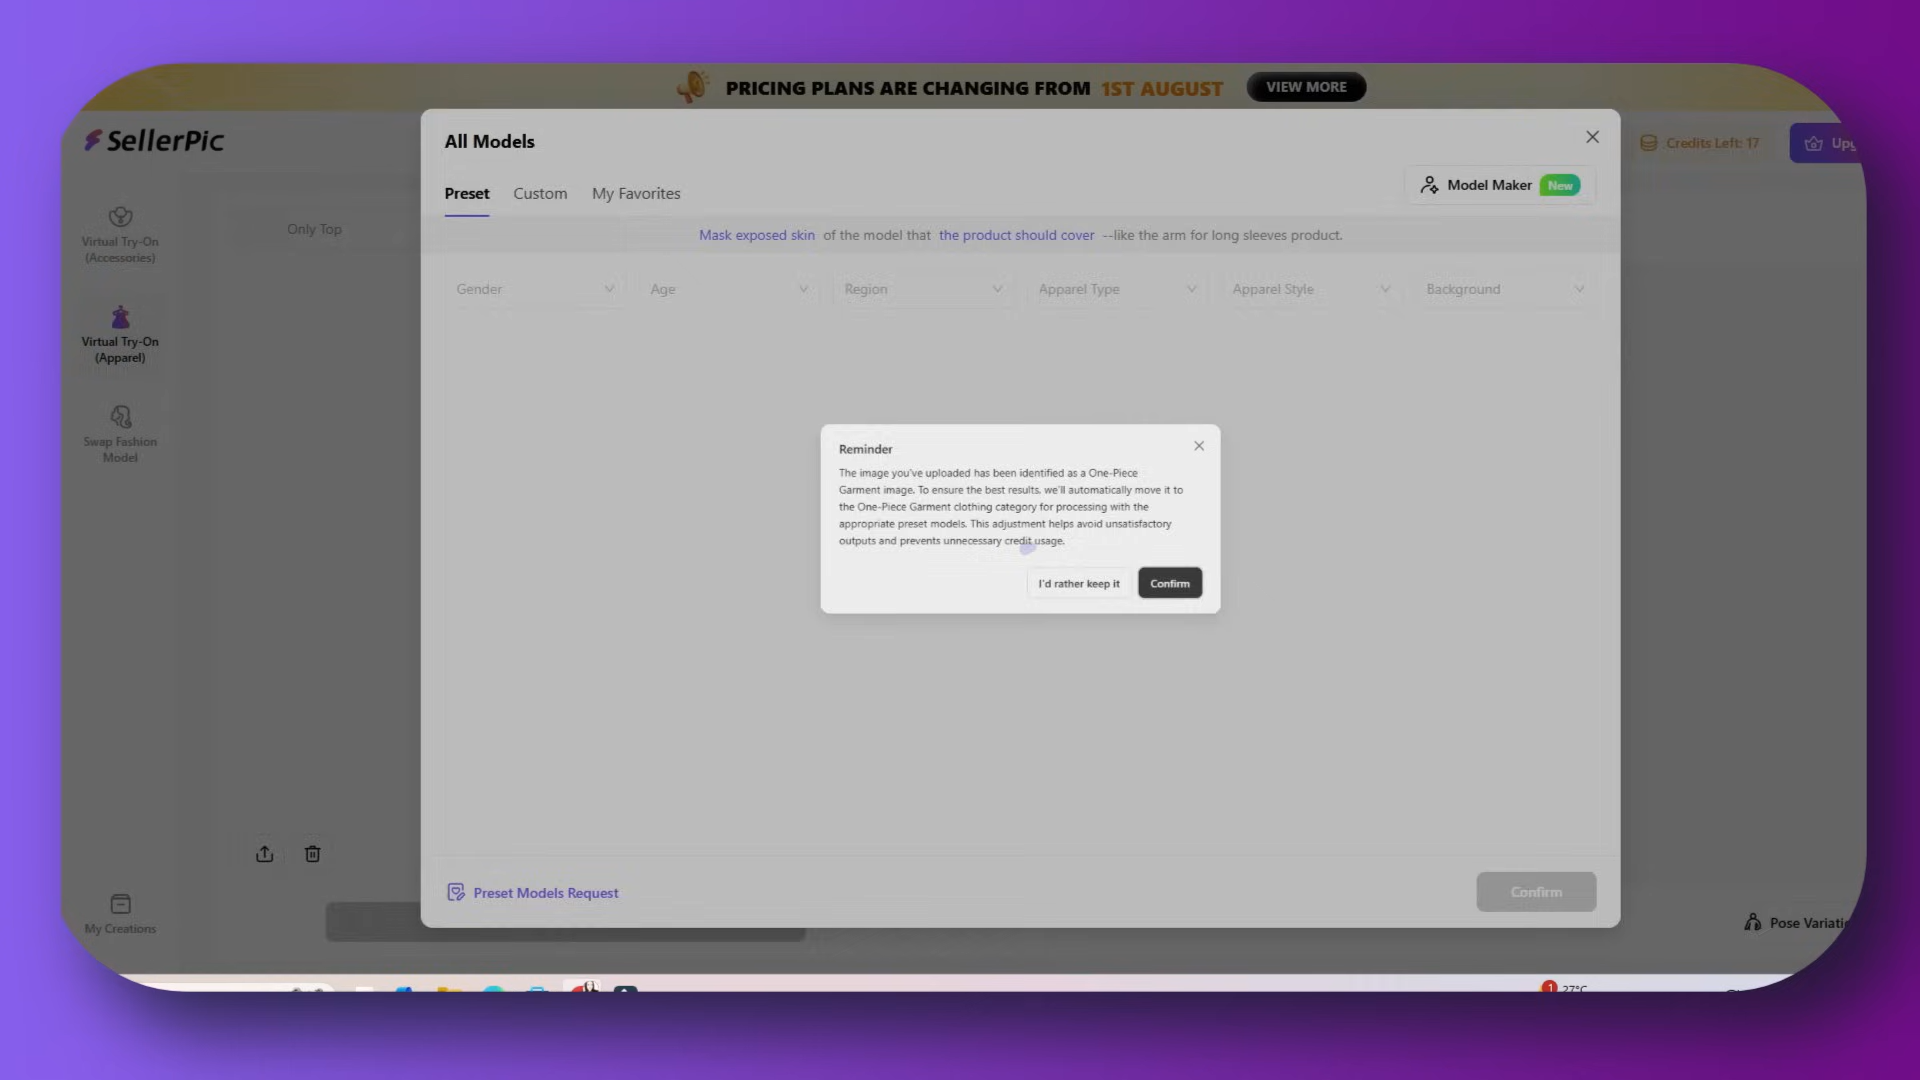 PRICING PLANS ARE CHANGING FROM 1ST AUGUST VIEW MORE
SellerPic
Credits Left: 17
All Models
Preset Custom My Favorites
Model Maker New
Mask exposed skin of the model that the product should cover --like the arm for long sleeves product.
Virtual Try-On
(Accessories)
Only Top
Gender Age Region Apparel Type Apparel Style Background
Virtual Try-On
(Apparel)
Swap Fashion
Model
Reminder
The image you've uploaded has been identified as a One-Piece
Garment image. To ensure the best results, we'll automatically move it to
the One-Piece Garment clothing category for processing with the
appropriate preset models. This adjustment helps avoid unsatisfactory
outputs and prevents unnecessary credit usage.
I'd rather keep it Confirm
Preset Models Request
Confirm
My Creations
Pose
1 27°C